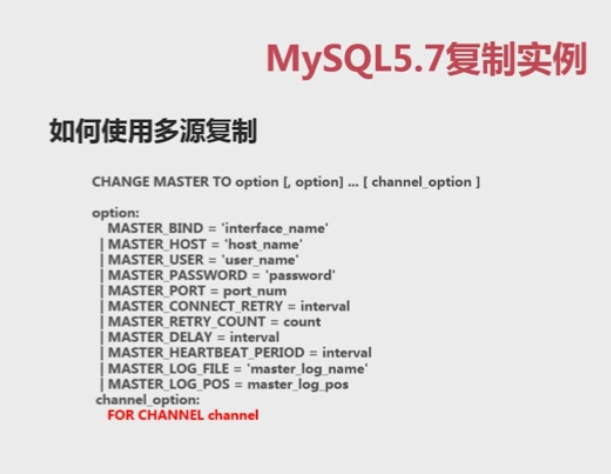 MySQL5.7复制实例
如何使用多源复制
CHANGE MASTER TO option [, option] ... [ channel_option ]
option:
MASTER_BIND = 'interface_name'
| MASTER_HOST = 'host_name'
| MASTER_USER = 'user_name'
| MASTER_PASSWORD = 'password'
| MASTER_PORT = port_num
| MASTER_CONNECT_RETRY = interval
| MASTER_RETRY_COUNT = count
| MASTER_DELAY = interval
| MASTER_HEARTBEAT_PERIOD = interval
| MASTER_LOG_FILE = 'master_log_name'
| MASTER_LOG_POS = master_log_pos
channel_option:
FOR CHANNEL channel